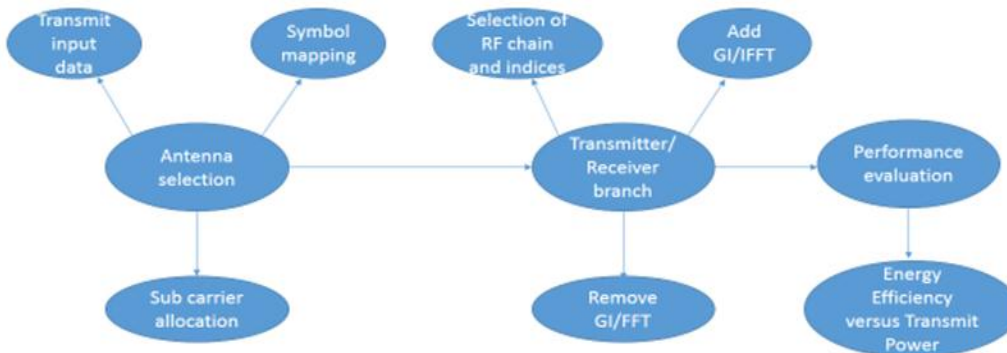 Transmit
input
data
Symbol
mapping
Selection of
RF chain
and indices
Add
GI/IFFT
Antenna
selection
Transmitter/
Receiver
branch
Performance
evaluation
Sub carrier
allocation
Remove
GI/FFT
Energy
Efficiency
versus Transmit
Power